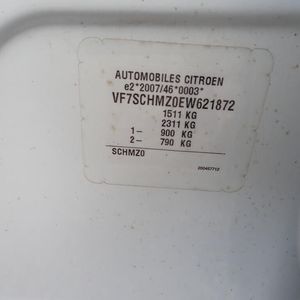 AUTOMOBILES CITROEN
e2*2007/46*0003*
VF7SCHMZ0EW621872
1511 KG
2311 KG
1- 900 KG
2- 790 KG
SCHMZ0